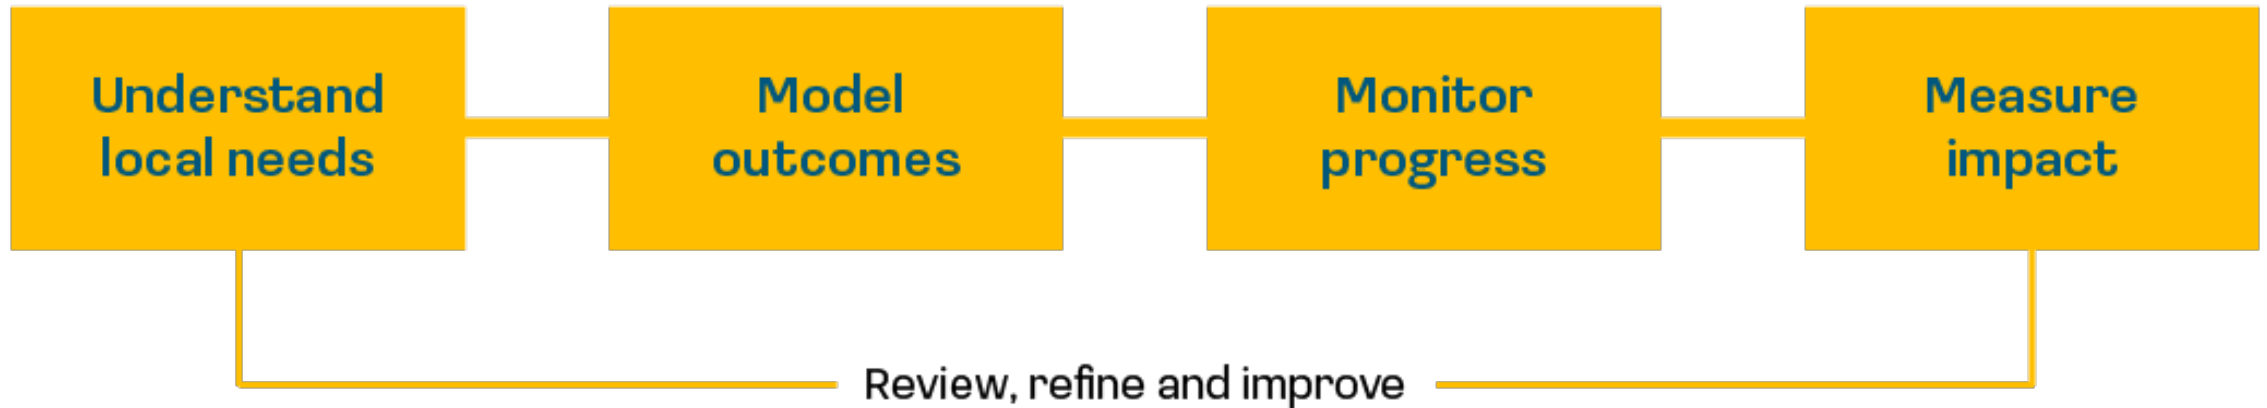 Understand
local needs
Model
outcomes
Monitor
progress
Measure
impact
Review, refine and improve